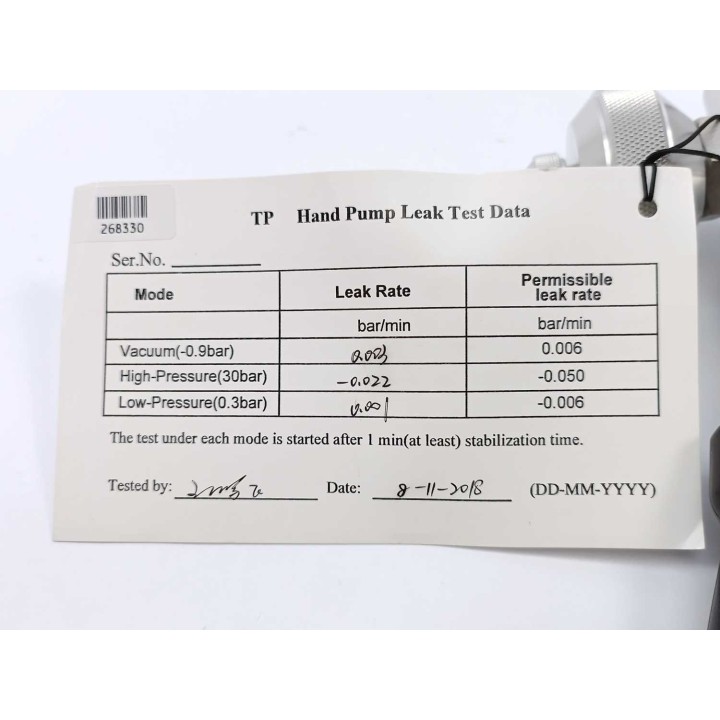 268330
TP Hand Pump Leak Test Data
Ser.No.
Mode Leak Rate Permissible leak rate
bar/min bar/min
Vacuum(-0.9bar) 0.003 0.006
High-Pressure(30bar) -0.022 -0.050
Low-Pressure(0.3bar) 0.001 -0.006
The test under each mode is started after 1 min(at least) stabilization time.
Tested by: Date: 8-11-2018 (DD-MM-YYYY)